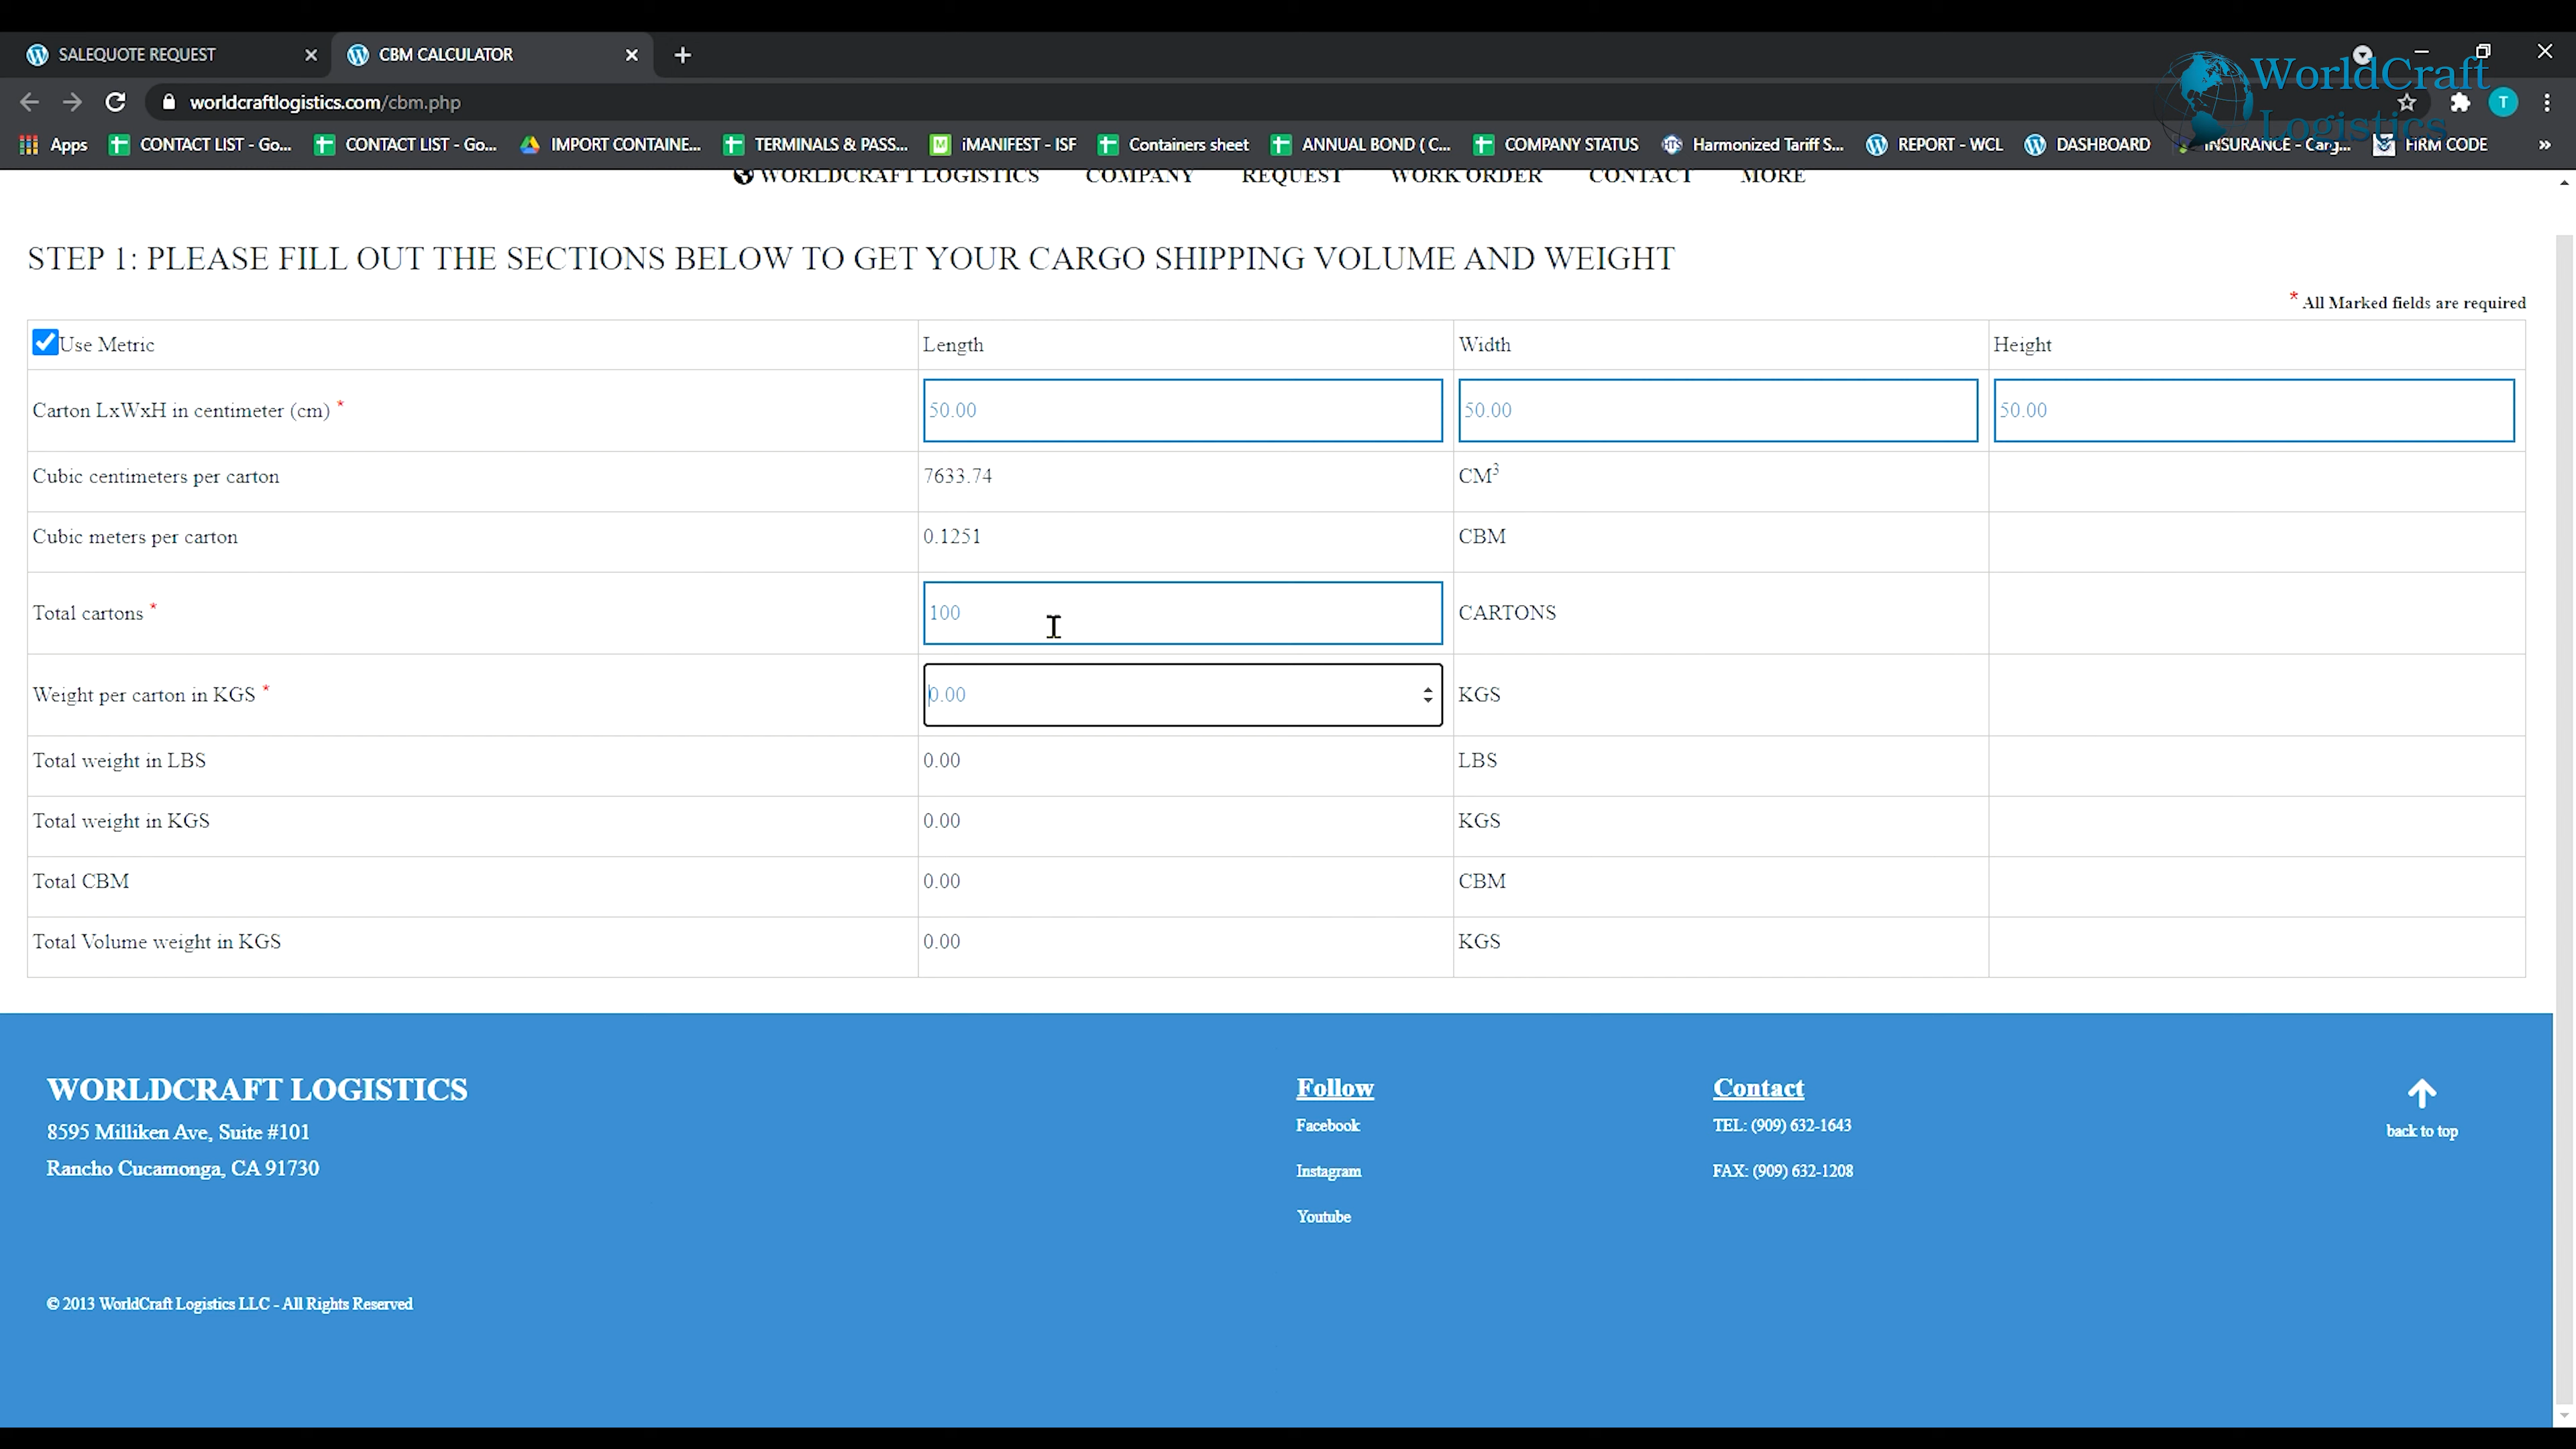 SALEQUOTE REQUEST
CBM CALCULATOR
WorldCraft
Logistics
worldcraftlogistics.com/cbm.php
T
Apps
CONTACT LIST - Go...
CONTACT LIST - Go...
IMPORT CONTAINE...
TERMINALS & PASS...
iMANIFEST - ISF
Containers sheet
ANNUAL BOND ( C...
COMPANY STATUS
Harmonized Tariff S...
REPORT - WCL
DASHBOARD
INSURANCE - Carg...
FIRM CODE
»
WORLDCRAFT LOGISTICS COMPANY REQUEST WORK ORDER CONTACT MORE
STEP 1: PLEASE FILL OUT THE SECTIONS BELOW TO GET YOUR CARGO SHIPPING VOLUME AND WEIGHT
* All Marked fields are required
Use Metric Length Width Height
Carton LxWxH in centimeter (cm) * 50.00 50.00 50.00
Cubic centimeters per carton 7633.74 CM³
Cubic meters per carton 0.1251 CBM
Total cartons * 100 CARTONS
Weight per carton in KGS * 0.00 KGS
Total weight in LBS 0.00 LBS
Total weight in KGS 0.00 KGS
Total CBM 0.00 CBM
Total Volume weight in KGS 0.00 KGS
WORLDCRAFT LOGISTICS
8595 Milliken Ave, Suite #101
Rancho Cucamonga, CA 91730
Follow
Facebook
Instagram
Youtube
Contact
TEL: (909) 632-1643
FAX: (909) 632-1208
back to top
© 2013 WorldCraft Logistics LLC - All Rights Reserved